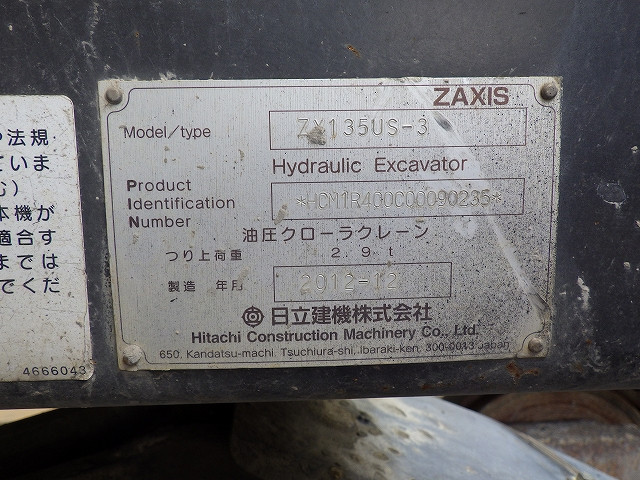 ZAXIS
Model/type ZX135US-3
Hydraulic Excavator
Product
Identification *HCM1R400C00090235*
Number
油圧クローラクレーン
つり上荷重 2.9t
製造 年月 2012-12
日立建機株式会社
Hitachi Construction Machinery Co., Ltd.
650, Kandatsu-machi, Tsuchiura-shi, Ibaraki-ken, 300-0013 Japan
法規
ていま
む)
本機が
適合す
までは
でくだ
4666043